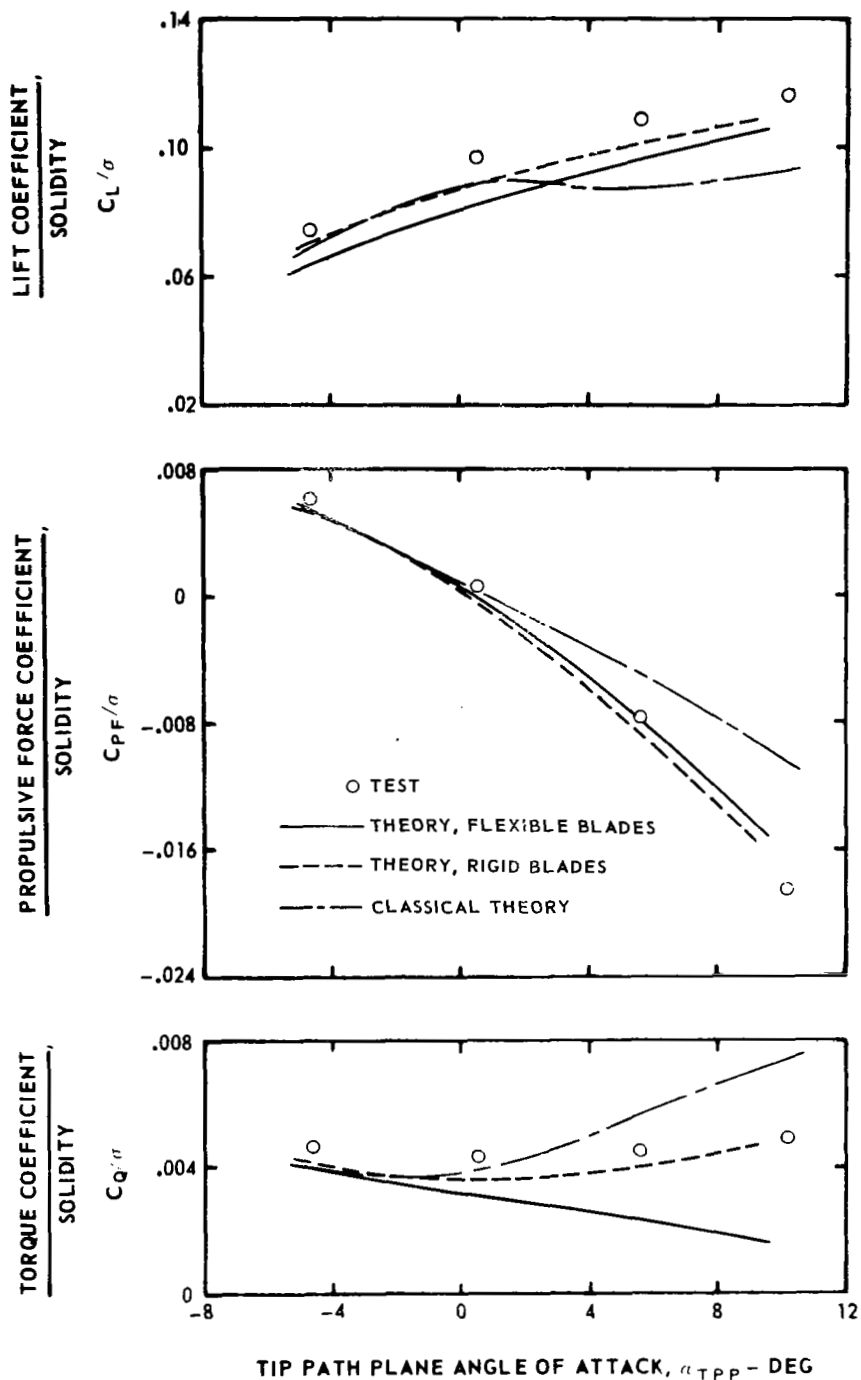 .14
.10
.06
.02
LIFT COEFFICIENT,
SOLIDITY
C_L/σ
.008
0
-.008
-.016
-.024
PROPULSIVE FORCE COEFFICIENT,
SOLIDITY
C_PF/σ
TEST
THEORY, FLEXIBLE BLADES
THEORY, RIGID BLADES
CLASSICAL THEORY
.008
.004
0
TORQUE COEFFICIENT,
SOLIDITY
C_Q/σ
-8 -4 0 4 8 12
TIP PATH PLANE ANGLE OF ATTACK, α_TPP - DEG